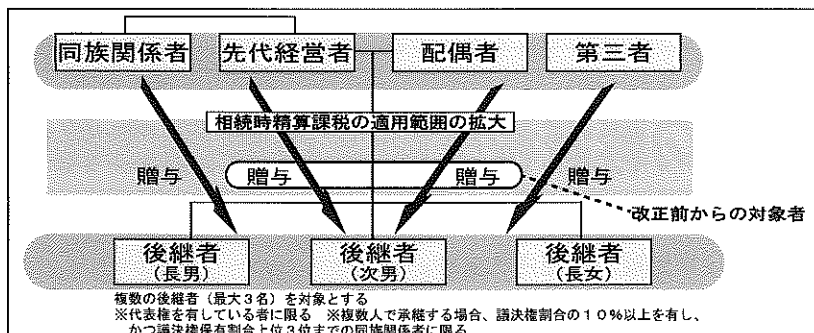 同族関係者 先代経営者 配偶者 第三者
相続時精算課税の適用範囲の拡大
贈与 贈与 贈与 贈与
改正前からの対象者
後継者 後継者 後継者
(長男) (次男) (長女)
複数の後継者(最大3名)を対象とする
※代表権を有している者に限る ※複数人で承継する場合、議決権割合の10%以上を有し、
かつ議決権保有割合上位3位までの同族関係者に限る